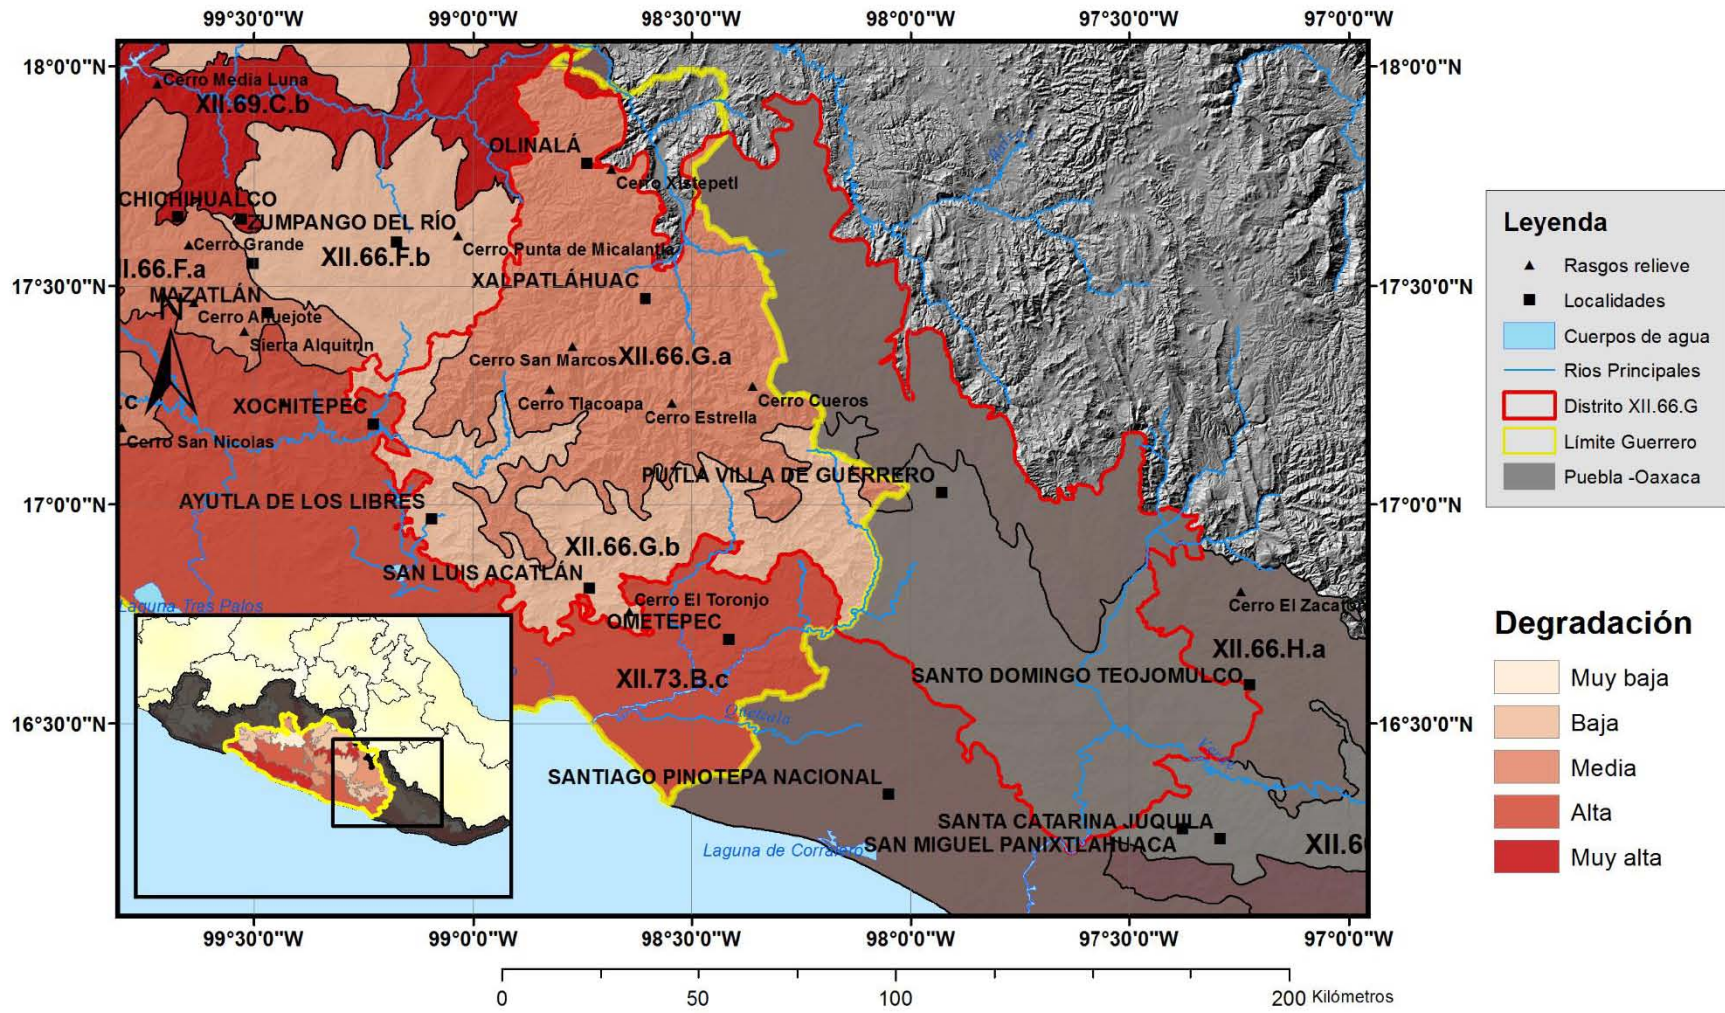 99°30'0"W 99°0'0"W 98°30'0"W 98°0'0"W 97°30'0"W 97°0'0"W
18°0'0"N 18°0'0"N
Cerro Media Luna
XII.69.C.b
OLINALÁ
Cerro Xistepetl
CHICHIHUALCO
ZUMPANGO DEL RÍO
Cerro Grande
Cerro Punta de Micalantla
XII.66.F.b
II.66.F.a
XALPATLÁHUAC
17°30'0"N 17°30'0"N
MAZATLÁN
N
Cerro Ahuejote
Sierra Alquitrin
Cerro San Marcos
XII.66.G.a
Cerro Tlacoapa
Cerro Cueros
Cerro Estrella
XOCHITEPEC
Cerro San Nicolas
PUTLA VILLA DE GUERRERO
17°0'0"N 17°0'0"N
AYUTLA DE LOS LIBRES
XII.66.G.b
SAN LUIS ACATLÁN
Cerro El Toronjo
Laguna Tres Palos
OMETEPEC
XII.66.H.a
XII.73.B.c
SANTO DOMINGO TEOJOMULCO
16°30'0"N 16°30'0"N
SANTIAGO PINOTEPA NACIONAL
SANTA CATARINA JUQUILA
SAN MIGUEL PANIXTLAHUACA
XII.66
Laguna de Corralero
99°30'0"W 99°0'0"W 98°30'0"W 98°0'0"W 97°30'0"W 97°0'0"W
0 50 100 200 Kilómetros
Leyenda
Rasgos relieve
Localidades
Cuerpos de agua
Rios Principales
Distrito XII.66.G
Límite Guerrero
Puebla -Oaxaca
Degradación
Muy baja
Baja
Media
Alta
Muy alta